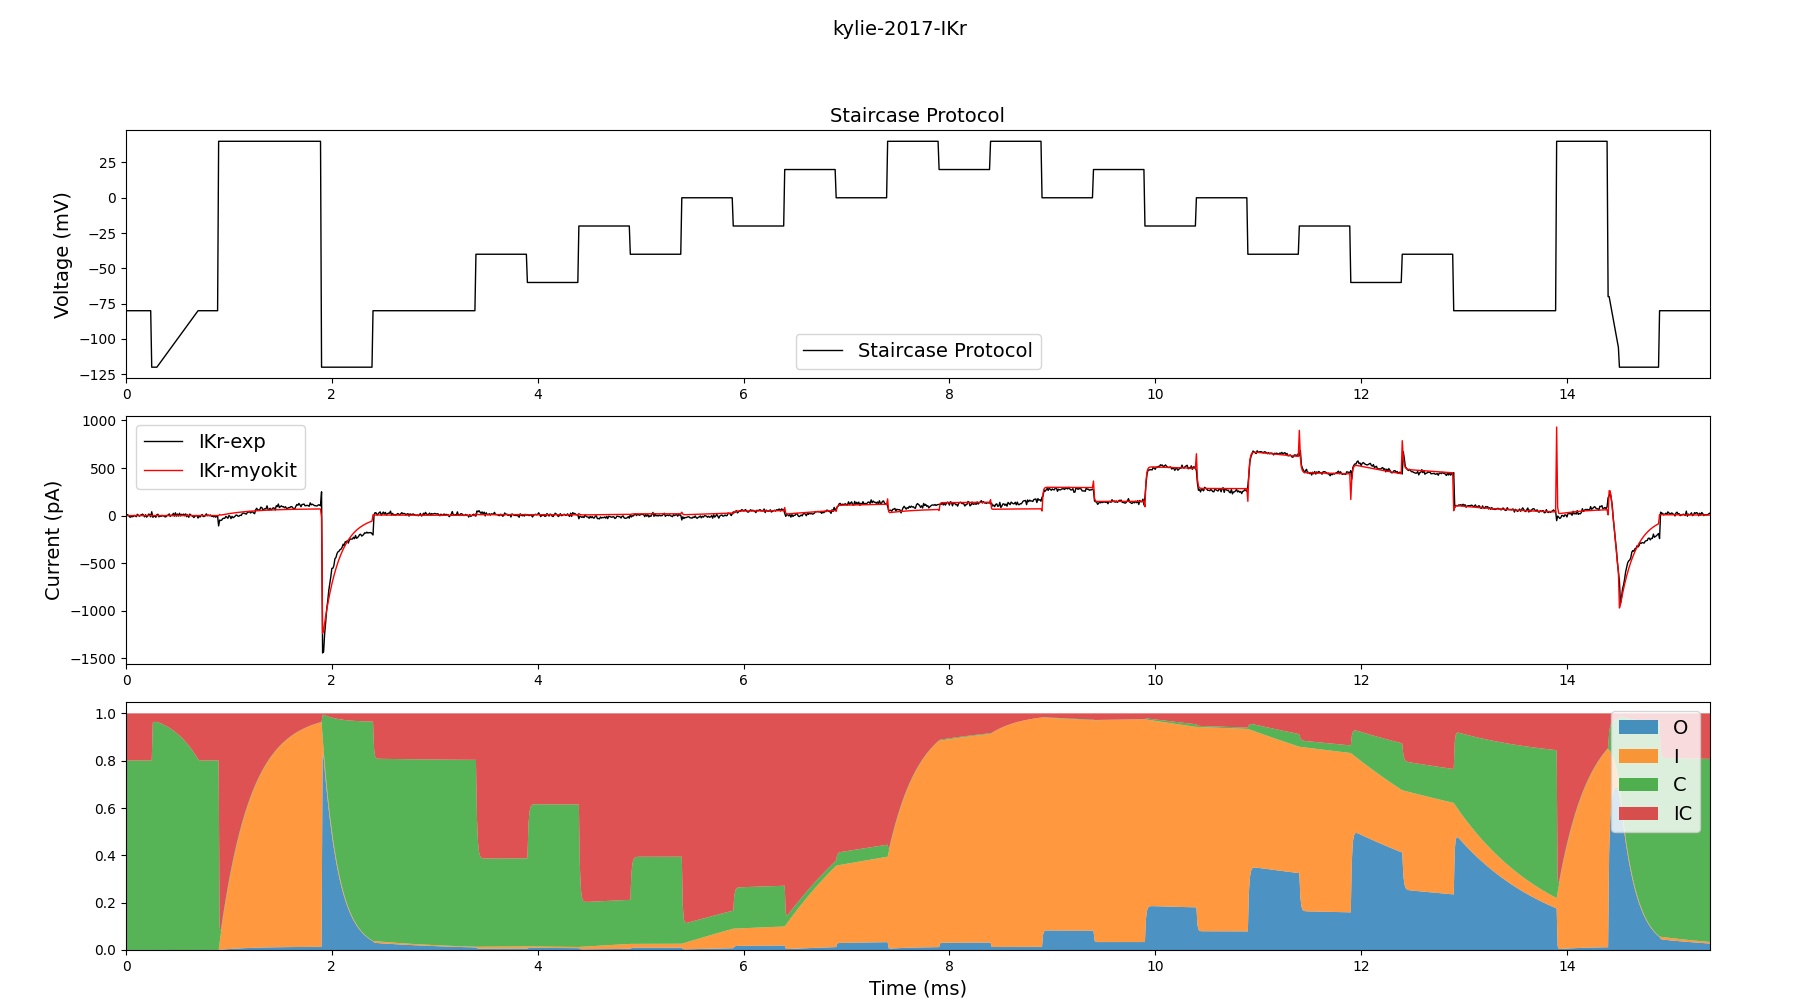 kylie-2017-IKr
Staircase Protocol
25
0
−25
−50
−75
−100
−125
Voltage (mV)
Staircase Protocol
0 2 4 6 8 10 12 14
1000
500
0
−500
−1000
−1500
Current (pA)
IKr-exp
IKr-myokit
0 2 4 6 8 10 12 14
1.0
0.8
0.6
0.4
0.2
0.0
O
I
C
IC
0 2 4 6 8 10 12 14
Time (ms)